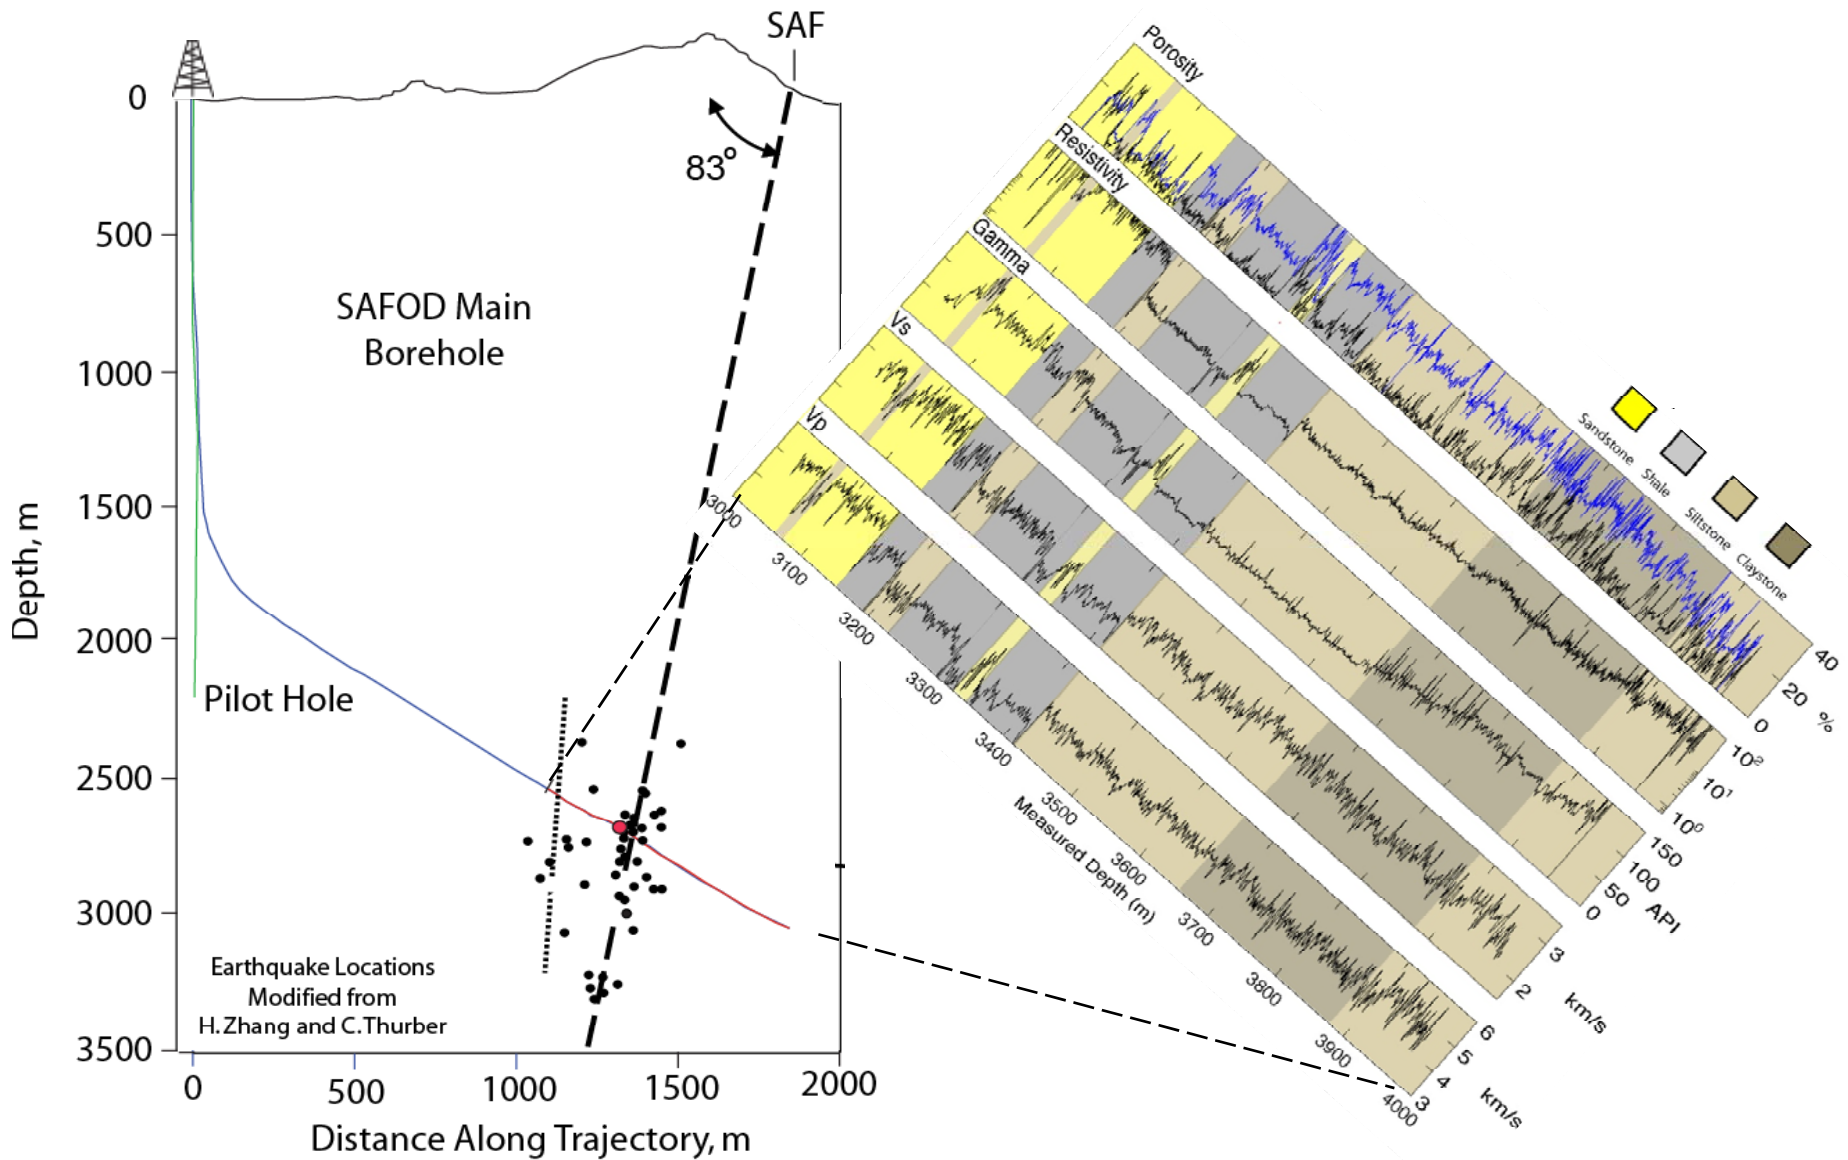 SAF
0
500
1000
1500
2000
2500
3000
3500
Depth, m
83°
SAFOD Main
Borehole
Pilot Hole
Earthquake Locations
Modified from
H.Zhang and C.Thurber
0
500
1000
1500
2000
Distance Along Trajectory, m
Porosity
Resistivity
Gamma
Vs
Vp
3000
3100
3200
3300
3400
3500
3600
3700
3800
3900
4000
Measured Depth (m)
Sandstone
Shale
Siltstone
Claystone
40
20
0
%
10²
10¹
10⁰
150
100
50
0
API
3
2
km/s
6
5
4
3
km/s